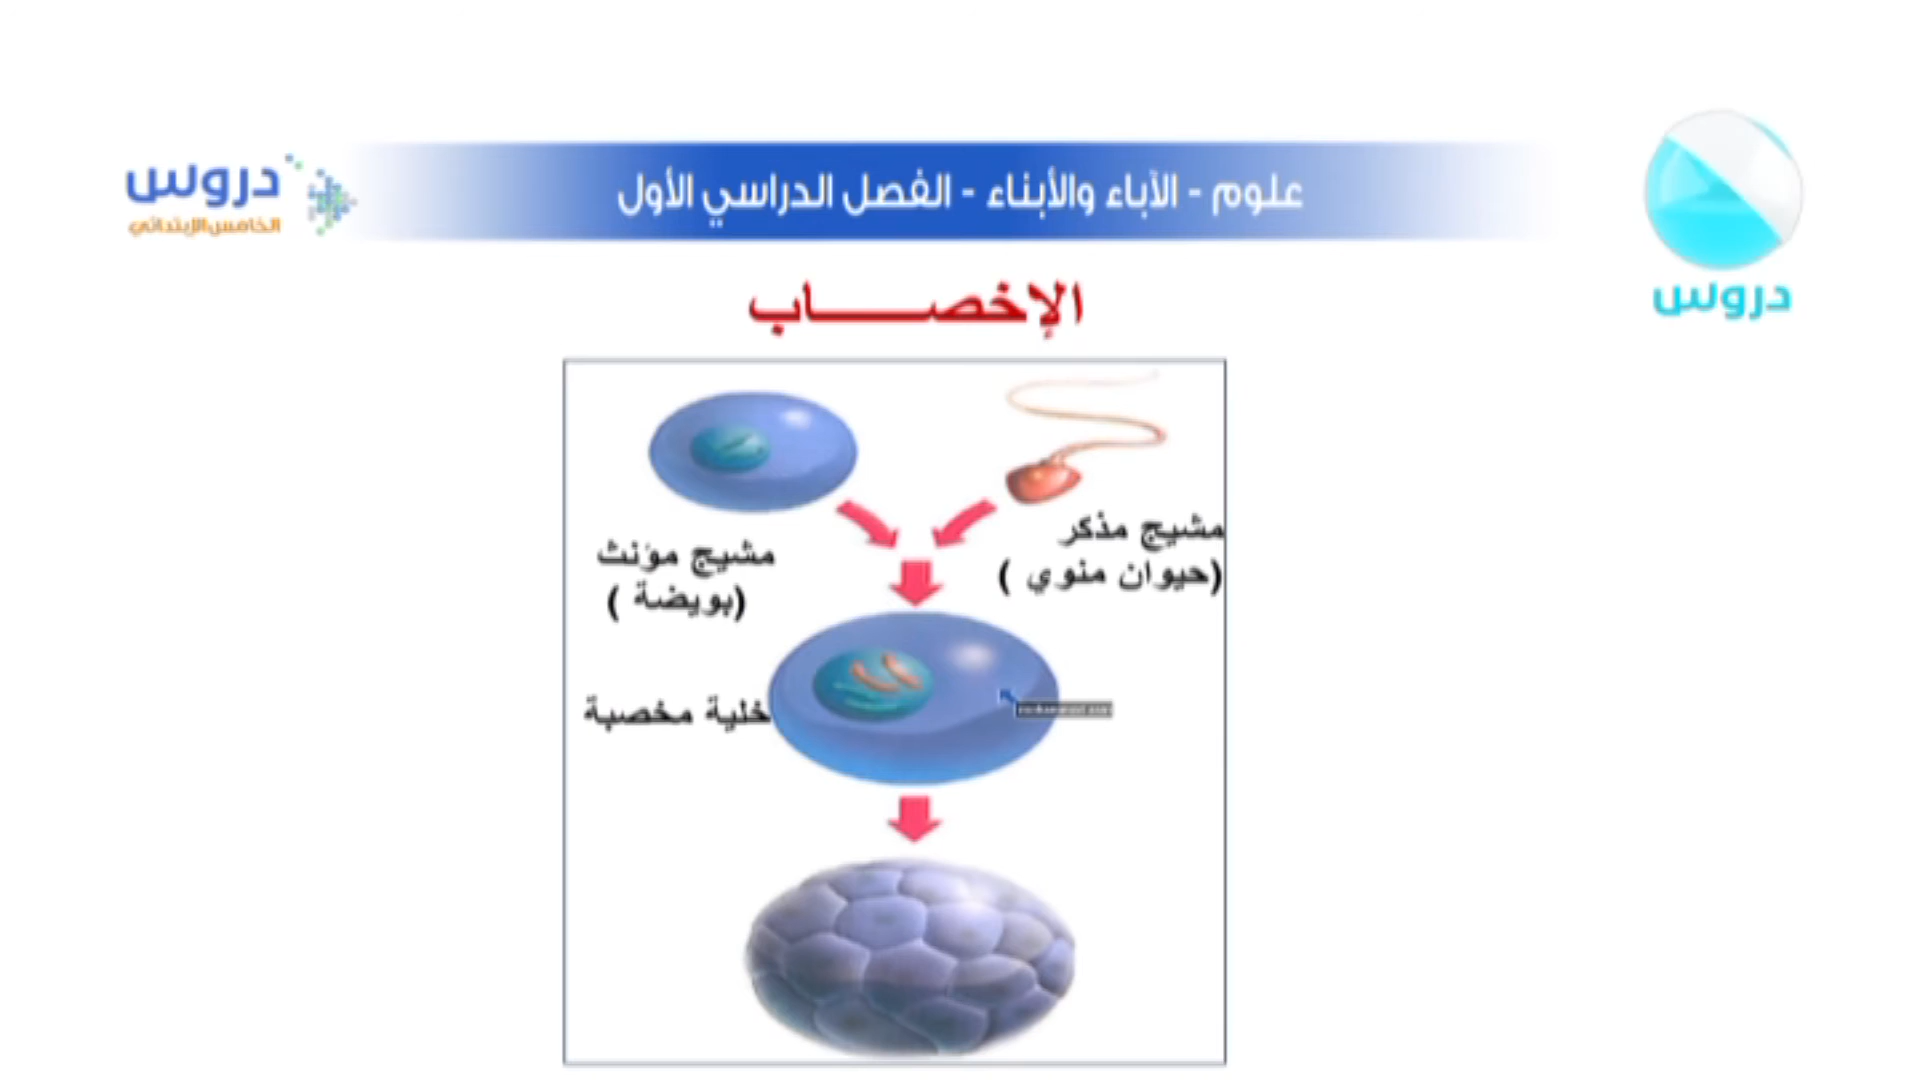 علوم - الآباء والأبناء - الفصل الدراسي الأول
دروس
الخامس الابتدائي
دروس
الإخصاب
مشيج مذكر
(حيوان منوي )
مشيج مؤنث
(بويضة )
خلية مخصبة